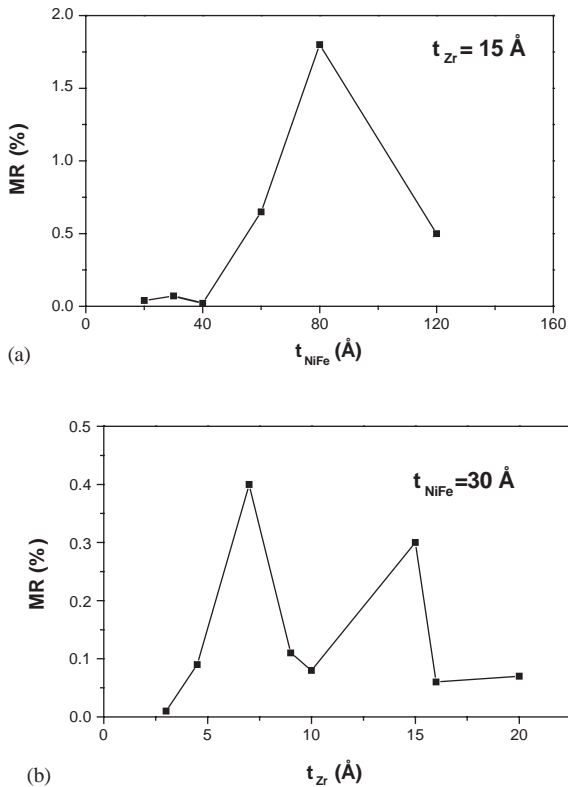 2.0
t Zr = 15 Å
1.5
MR (%)
1.0
0.5
0.0
0 40 80 120 160
t NiFe (Å)
(a)
0.5
t NiFe =30 Å
0.4
0.3
MR (%)
0.2
0.1
0.0
0 5 10 15 20
t Zr (Å)
(b)